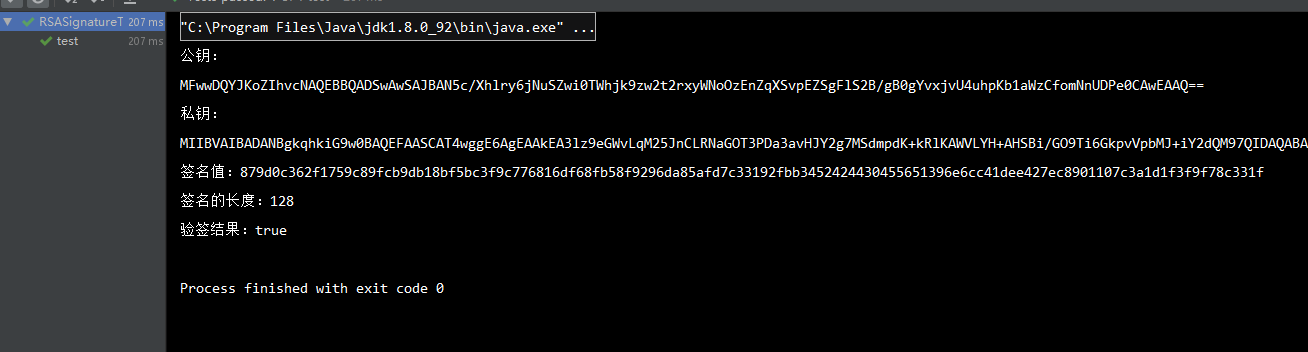 RSASignatureT 207 ms
test 207 ms
"C:\Program Files\Java\jdk1.8.0_92\bin\java.exe" ...
公钥：
MFwwDQYJKoZIhvcNAQEBBQADSwAwSAJBAN5c/Xhlry6jNuSZwi0TWhjk9zw2t2rxyWNoOzEnZqXSvpEZSgFlS2B/gB0gYvxjvU4uhpKb1aWzCfomNnUDPe0CAwEAAQ==
私钥：
MIIBVAIBADANBgkqhkiG9w0BAQEFAASCAT4wggE6AgEAAkEA3lz9eGWvLqM25JnCLRNaGOT3PDa3avHJY2g7MSdmpdK+kRlKAWVLYH+AHSBi/GO9Ti6GkpvVpbMJ+iY2dQM97QIDAQABA
签名值：879d0c362f1759c89fcb9db18bf5bc3f9c776816df68fb58f9296da85afd7c33192fbb3452424430455651396e6cc41dee427ec8901107c3a1d1f3f9f78c331f
签名的长度：128
验签结果：true
Process finished with exit code 0